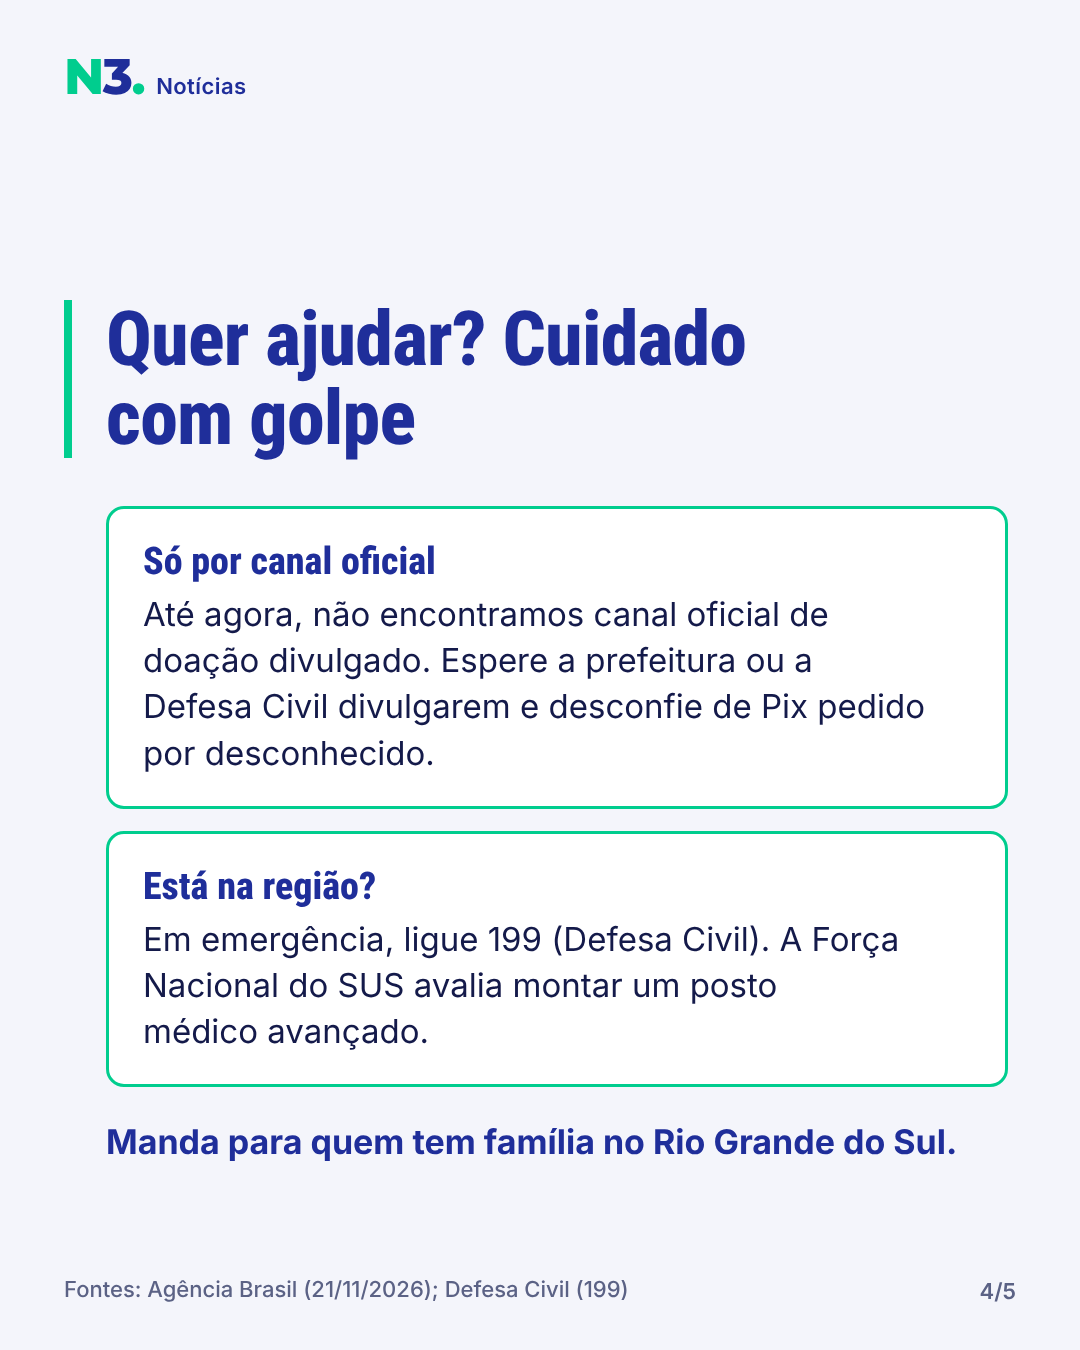 N3. Notícias
Quer ajudar? Cuidado
com golpe
Só por canal oficial
Até agora, não encontramos canal oficial de
doação divulgado. Espere a prefeitura ou a
Defesa Civil divulgarem e desconfie de Pix pedido
por desconhecido.
Está na região?
Em emergência, ligue 199 (Defesa Civil). A Força
Nacional do SUS avalia montar um posto
médico avançado.
Manda para quem tem família no Rio Grande do Sul.
Fontes: Agência Brasil (21/11/2026); Defesa Civil (199)
4/5